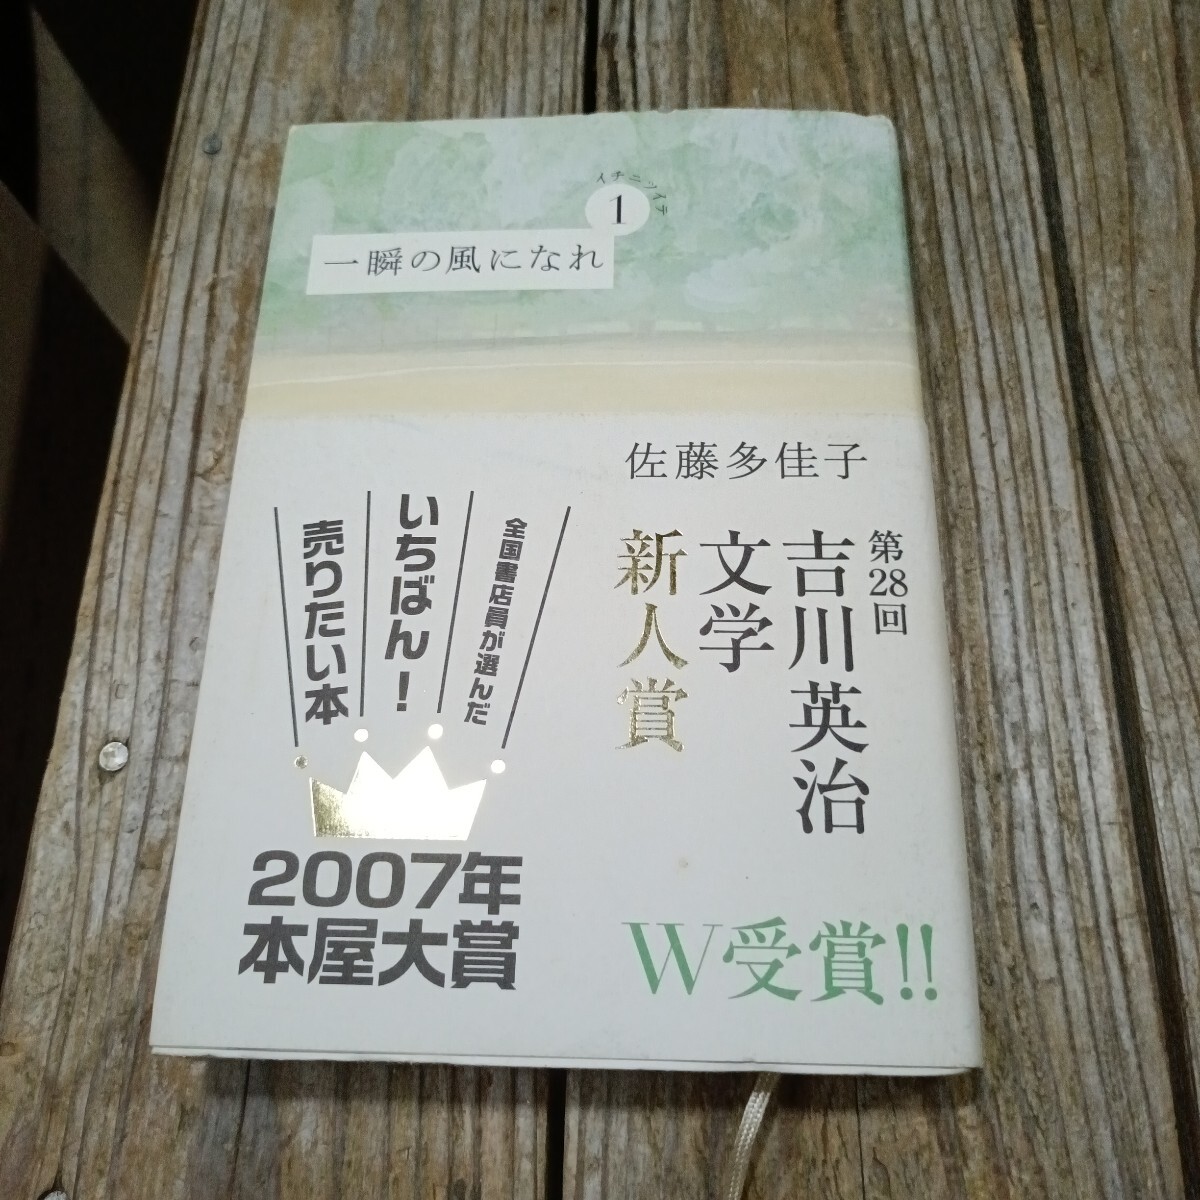 イチニツイテ
1
一瞬の風になれ
佐藤多佳子
第28回
吉川英治
文学
新人賞
全国書店員が選んだ
いちばん!
売りたい本
2007年
本屋大賞
W受賞!!